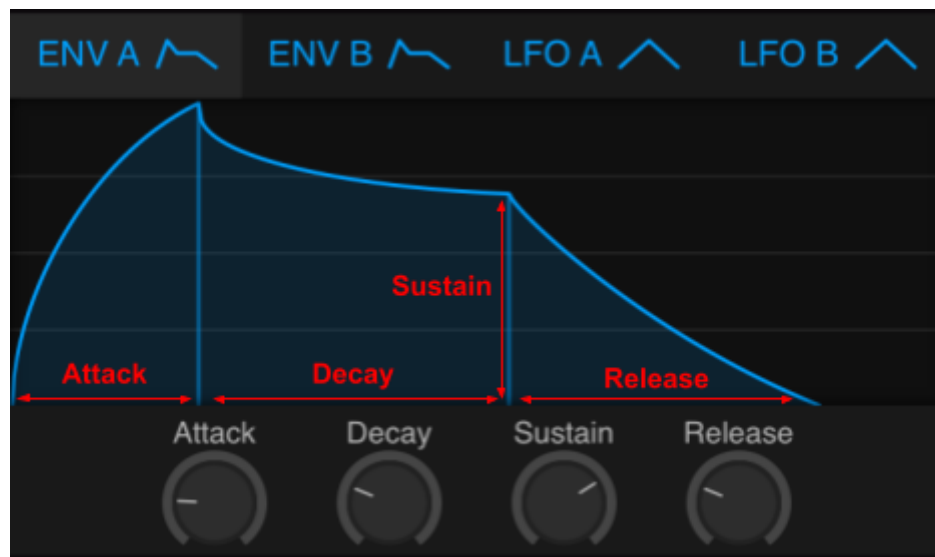 ENV A ENV B LFO A LFO B
Sustain
Attack Decay Release
Attack Decay Sustain Release